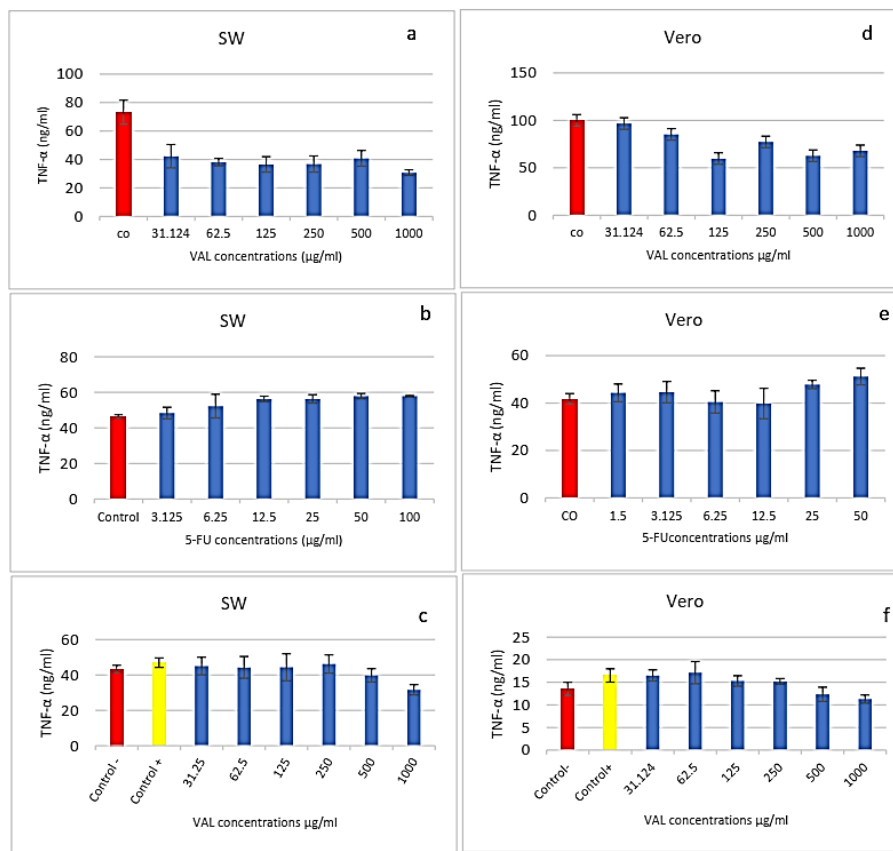 SW
a
TNF-α (ng/ml)
100
80
60
40
20
0
co 31.124 62.5 125 250 500 1000
VAL concentrations (µg/ml)
Vero
d
TNF-α (ng/ml)
150
100
50
0
co 31.124 62.5 125 250 500 1000
VAL concentrations µg/ml
SW
b
TNF-α (ng/ml)
80
60
40
20
0
Control 3.125 6.25 12.5 25 50 100
5-FU concentrations (µg/ml)
Vero
e
TNF-α (ng/ml)
60
40
20
0
CO 1.5 3.125 6.25 12.5 25 50
5-FUconcentrations µg/ml
SW
c
TNF-α (ng/ml)
60
40
20
0
Control - Control + 31.25 62.5 125 250 500 1000
VAL concentrations µg/ml
Vero
f
TNF-α (ng/ml)
25
20
15
10
5
0
Control- Control+ 31.124 62.5 125 250 500 1000
VAL concentrations µg/ml